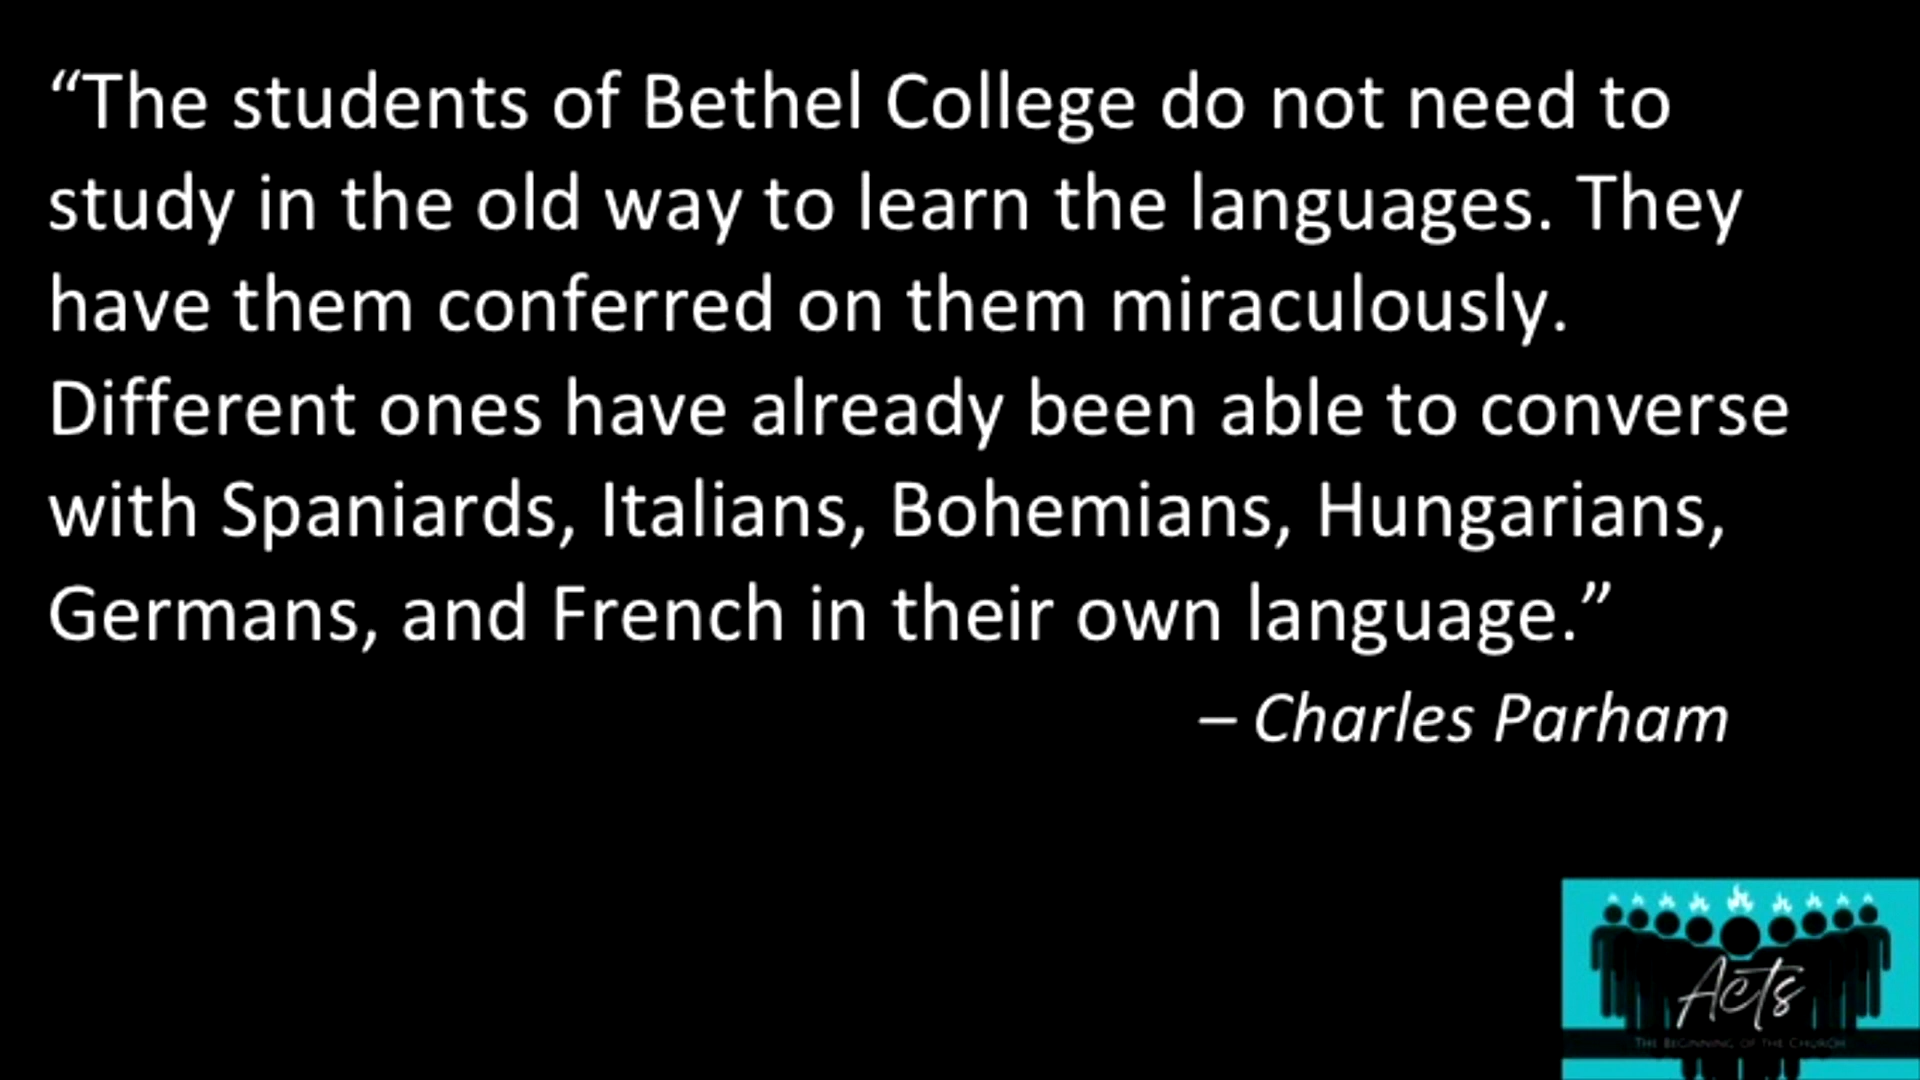 “The students of Bethel College do not need to
study in the old way to learn the languages. They
have them conferred on them miraculously.
Different ones have already been able to converse
with Spaniards, Italians, Bohemians, Hungarians,
Germans, and French in their own language.”
– Charles Parham
Acts
The Beginning of the Church